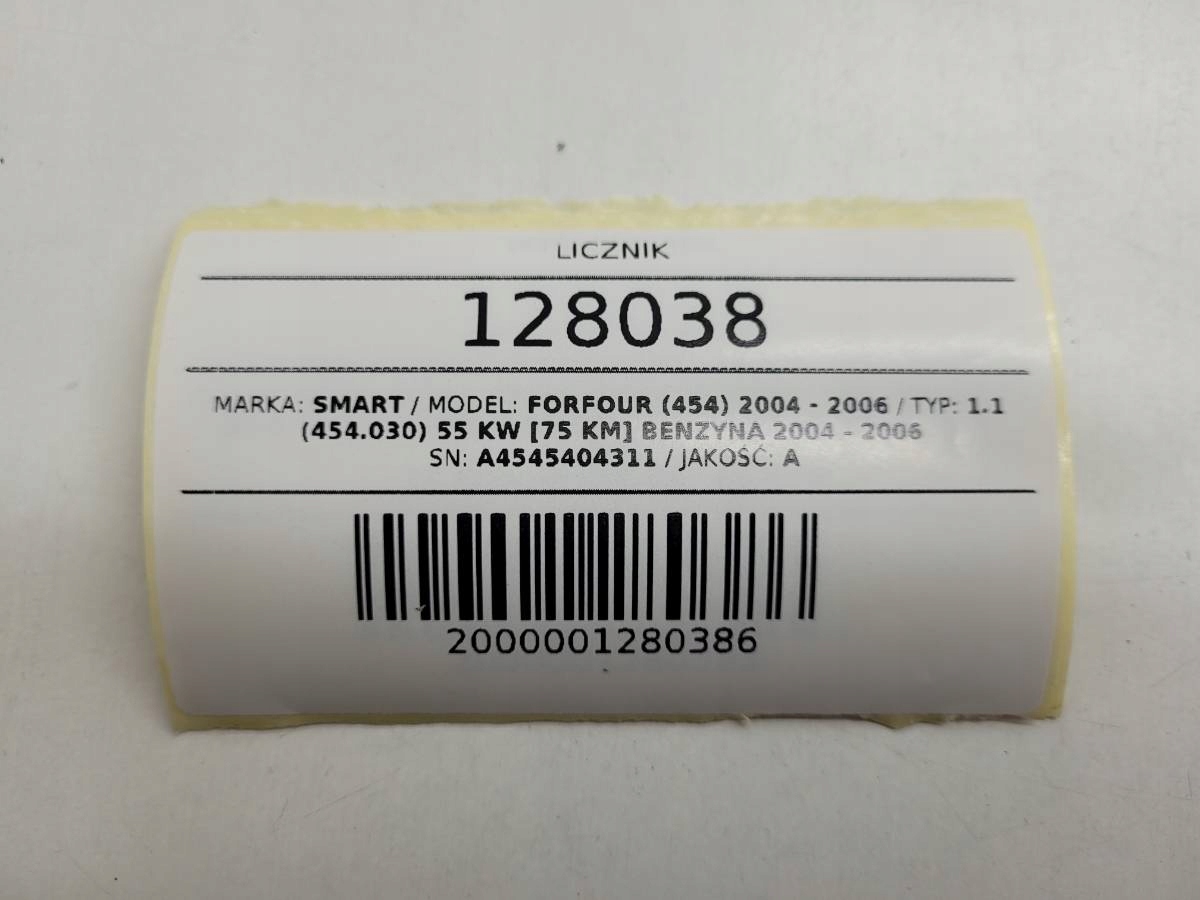 LICZNIK
128038
MARKA: SMART / MODEL: FORFOUR (454) 2004 - 2006 / TYP: 1.1
(454.030) 55 KW [75 KM] BENZYNA 2004 - 2006
SN: A4545404311 / JAKOŚĆ: A
2000001280386